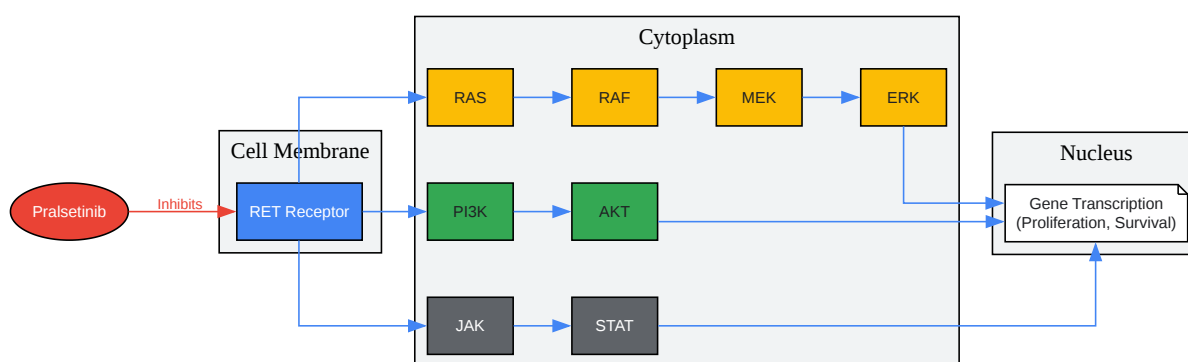 Cytoplasm
RAS
RAF
MEK
ERK
Cell Membrane
Nucleus
Pralsetinib
Inhibits
RET Receptor
PI3K
AKT
Gene Transcription
(Proliferation, Survival)
JAK
STAT